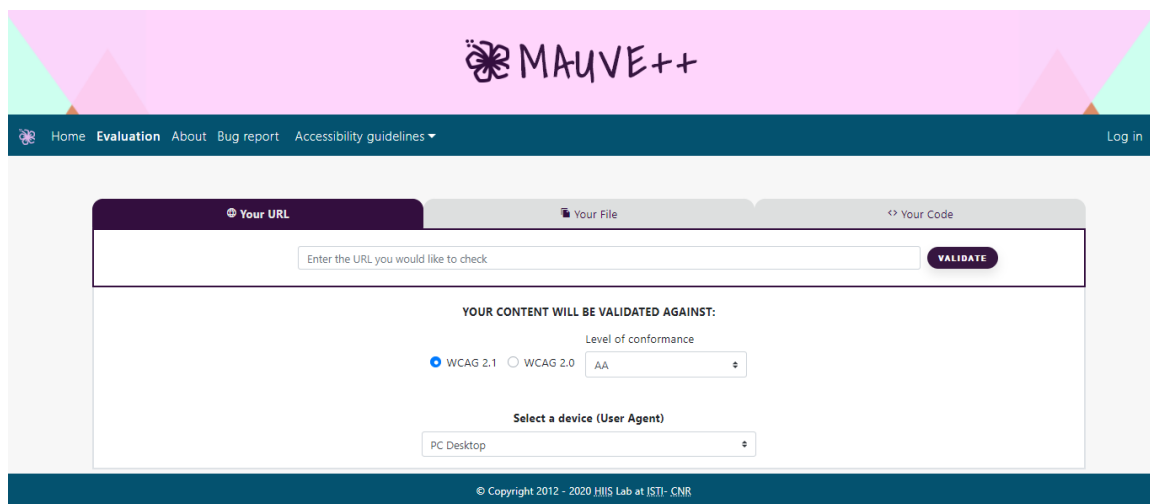 MAUVE++
Home Evaluation About Bug report Accessibility guidelines Log in
Your URL Your File Your Code
Enter the URL you would like to check VALIDATE
YOUR CONTENT WILL BE VALIDATED AGAINST:
Level of conformance
WCAG 2.1 WCAG 2.0 AA
Select a device (User Agent)
PC Desktop
© Copyright 2012 - 2020 HIIS Lab at ISTI- CNR